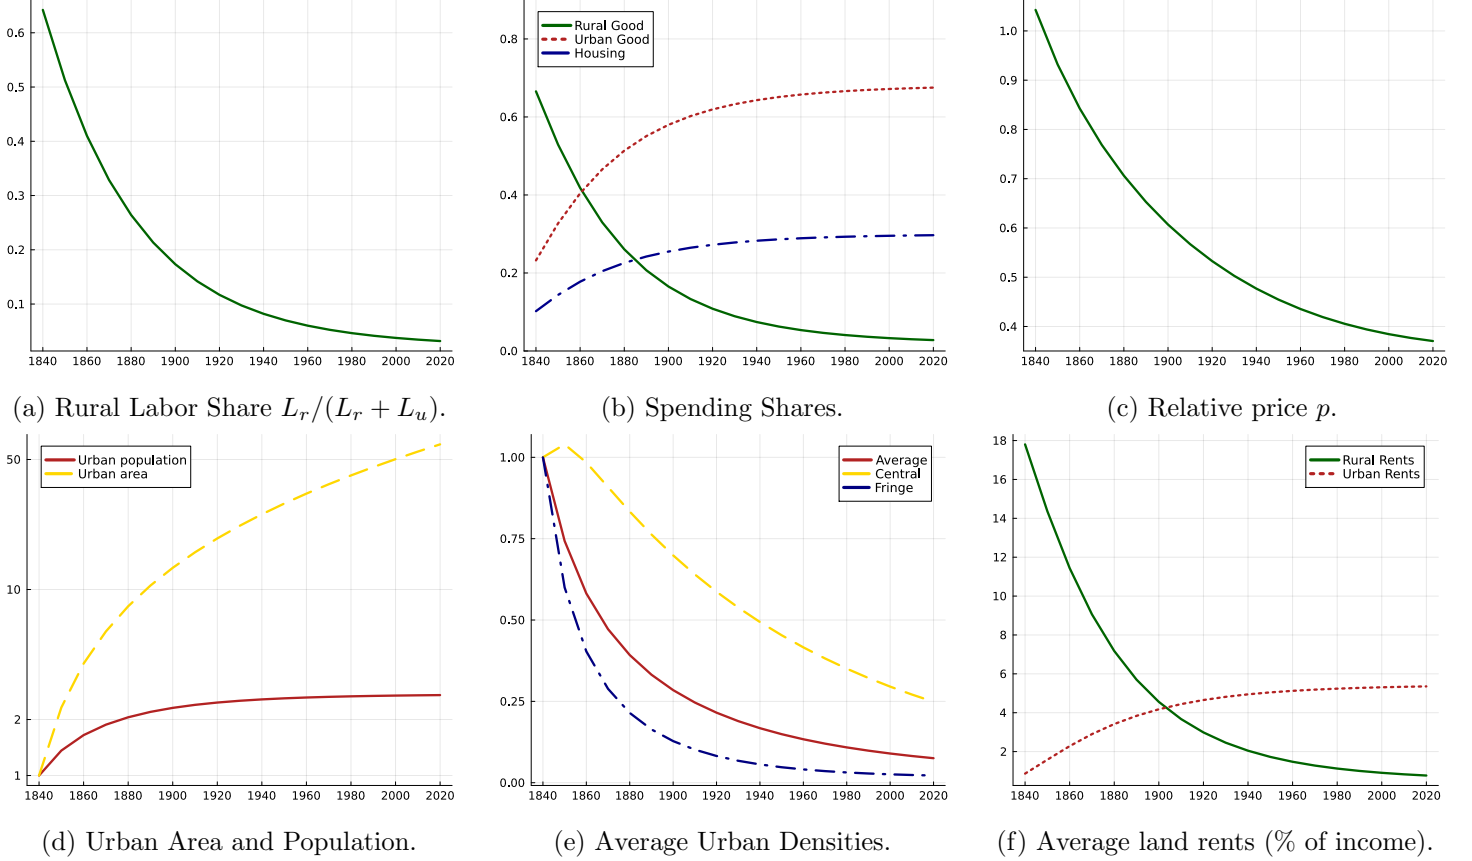 0.6
0.5
0.4
0.3
0.2
0.1
1840 1860 1880 1900 1920 1940 1960 1980 2000 2020
(a) Rural Labor Share L_r/(L_r + L_u).
Rural Good
Urban Good
Housing
0.8
0.6
0.4
0.2
0.0
1840 1860 1880 1900 1920 1940 1960 1980 2000 2020
(b) Spending Shares.
1.0
0.9
0.8
0.7
0.6
0.5
0.4
1840 1860 1880 1900 1920 1940 1960 1980 2000 2020
(c) Relative price p.
Urban population
Urban area
50
10
2
1
1840 1860 1880 1900 1920 1940 1960 1980 2000 2020
(d) Urban Area and Population.
Average
Central
Fringe
1.00
0.75
0.50
0.25
0.00
1840 1860 1880 1900 1920 1940 1960 1980 2000 2020
(e) Average Urban Densities.
Rural Rents
Urban Rents
18
16
14
12
10
8
6
4
2
1840 1860 1880 1900 1920 1940 1960 1980 2000 2020
(f) Average land rents (% of income).